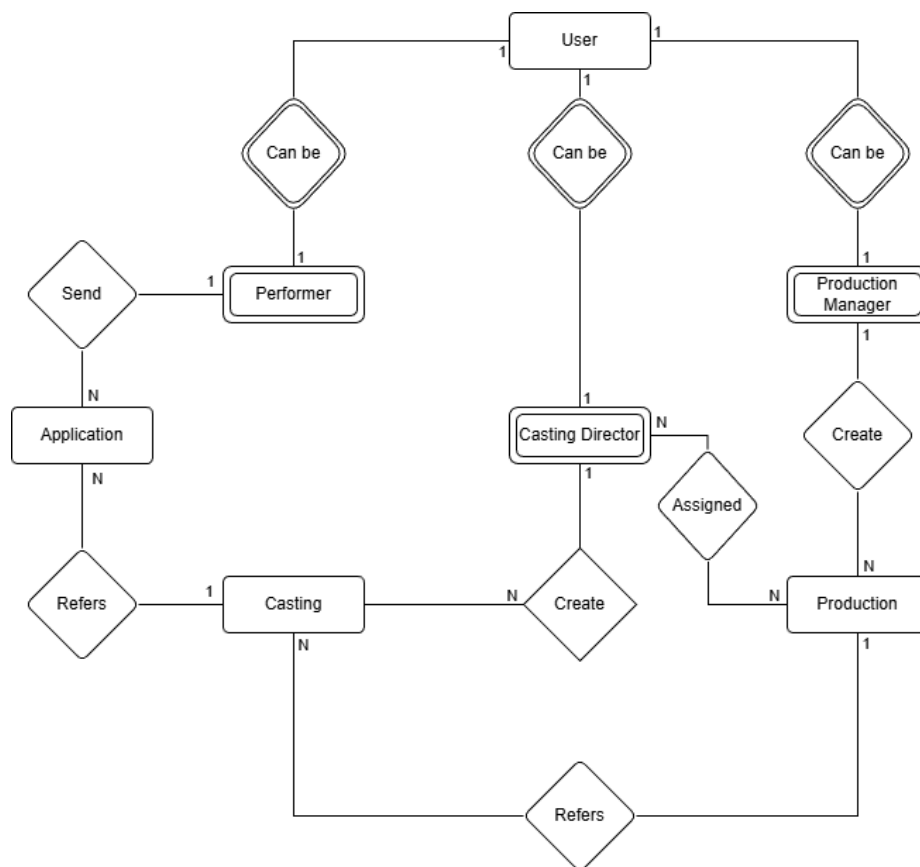 User
1
1
1
1
Can be
Can be
Can be
1
1
Send
1
Performer
Production
Manager
1
N
1
N
Application
Casting Director
Create
N
1
Assigned
N
Refers
1
Casting
N
Create
N
Production
N
1
Refers